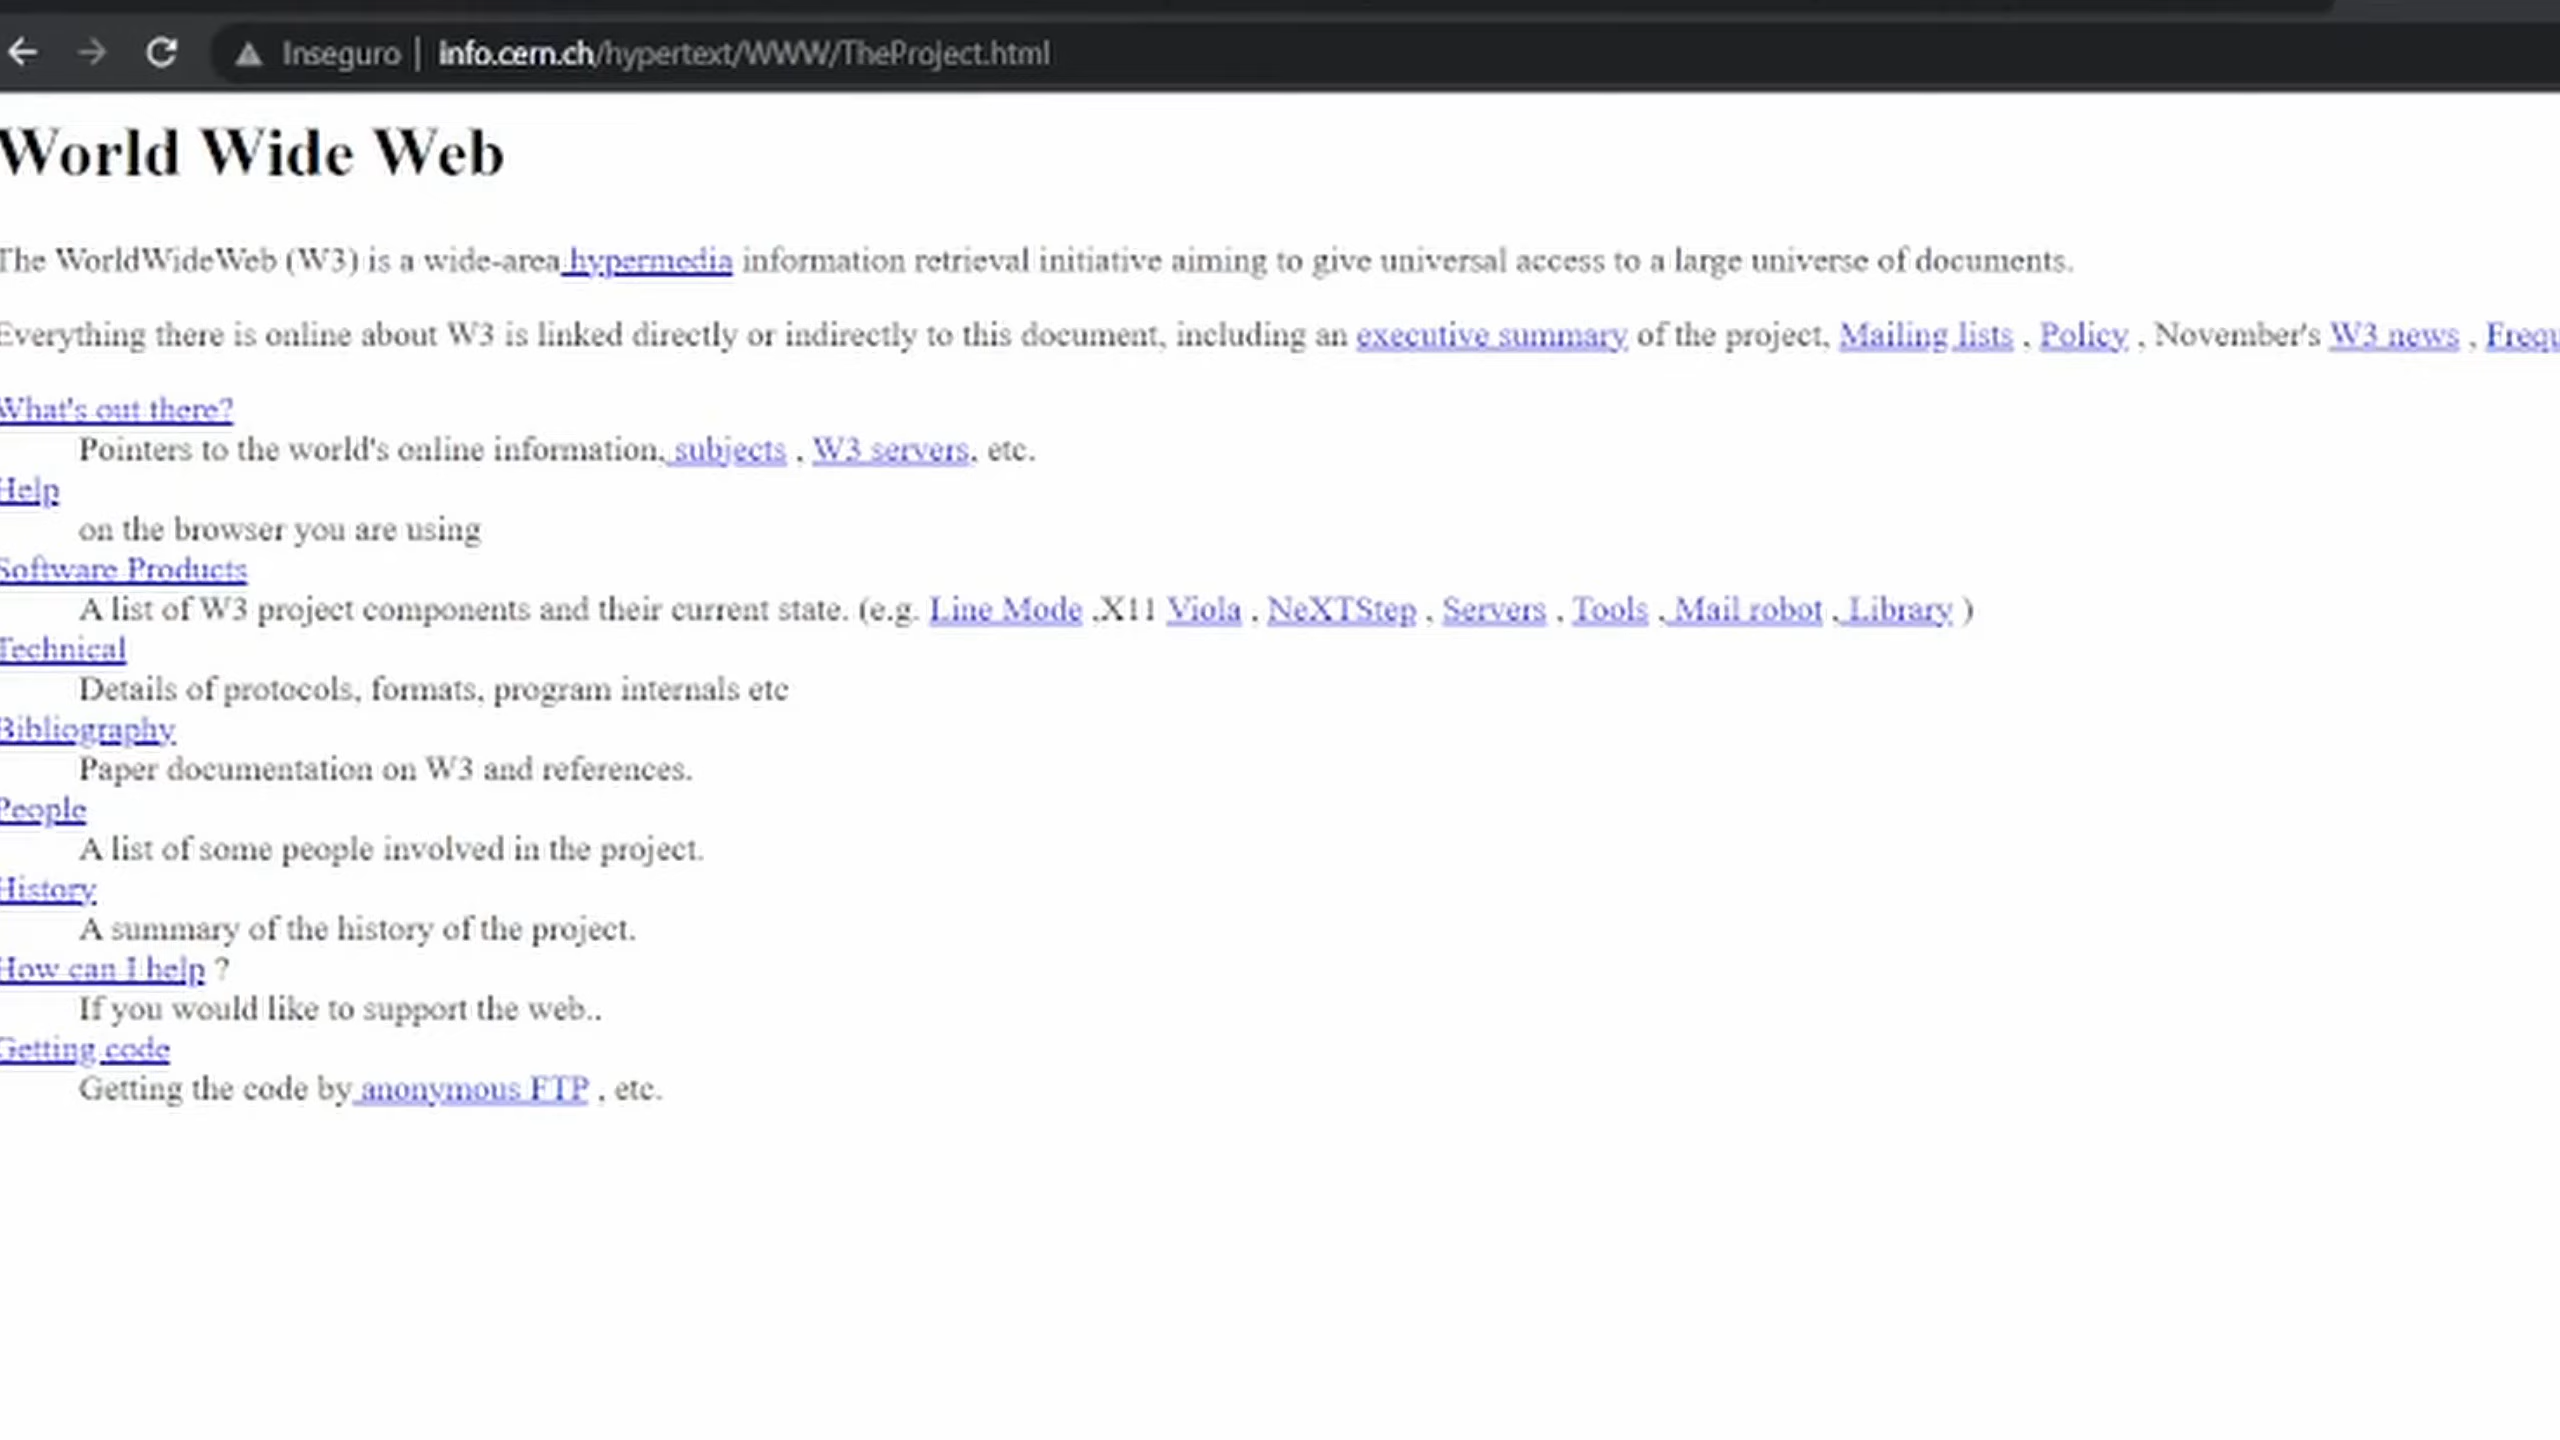 Inseguro | info.cern.ch/hypertext/WWW/TheProject.html
World Wide Web
The WorldWideWeb (W3) is a wide-area hypermedia information retrieval initiative aiming to give universal access to a large universe of documents.
Everything there is online about W3 is linked directly or indirectly to this document, including an executive summary of the project, Mailing lists , Policy , November's W3 news , Frequ
What's out there?
Pointers to the world's online information, subjects , W3 servers, etc.
Help
on the browser you are using
Software Products
A list of W3 project components and their current state. (e.g. Line Mode ,X11 Viola , NeXTStep , Servers , Tools , Mail robot , Library )
Technical
Details of protocols, formats, program internals etc
Bibliography
Paper documentation on W3 and references.
People
A list of some people involved in the project.
History
A summary of the history of the project.
How can I help ?
If you would like to support the web..
Getting code
Getting the code by anonymous FTP , etc.